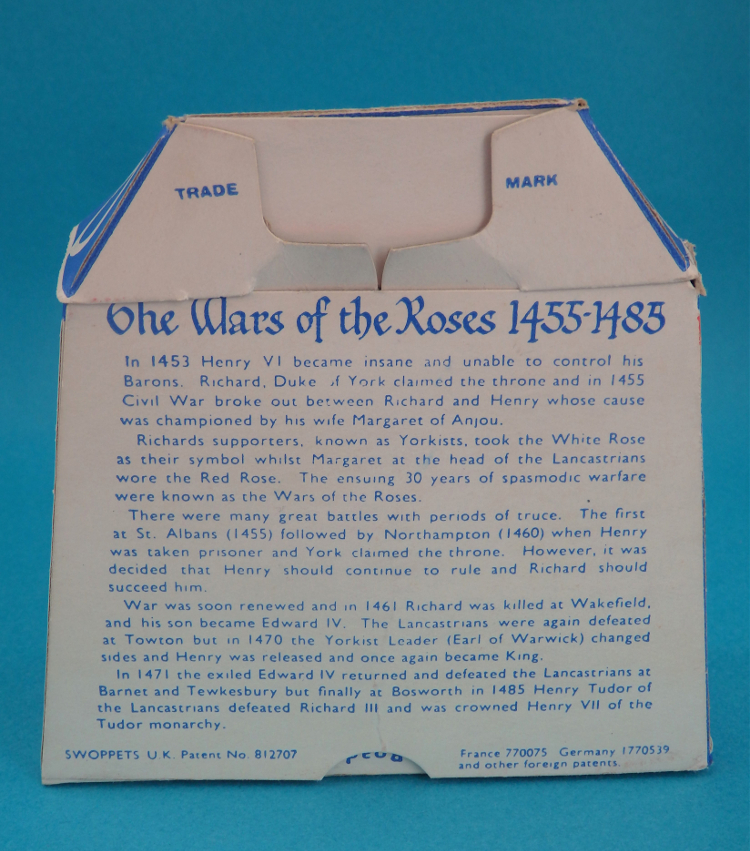 TRADE MARK
The Wars of the Roses 1455-1485
In 1453 Henry VI became insane and unable to control his
Barons. Richard, Duke of York claimed the throne and in 1455
Civil War broke out between Richard and Henry whose cause
was championed by his wife Margaret of Anjou.
Richards supporters, known as Yorkists, took the White Rose
as their symbol whilst Margaret at the head of the Lancastrians
wore the Red Rose. The ensuing 30 years of spasmodic warfare
were known as the Wars of the Roses.
There were many great battles with periods of truce. The first
at St. Albans (1455) followed by Northampton (1460) when Henry
was taken prisoner and York claimed the throne. However, it was
decided that Henry should continue to rule and Richard should
succeed him.
War was soon renewed and in 1461 Richard was killed at Wakefield,
and his son became Edward IV. The Lancastrians were again defeated
at Towton but in 1470 the Yorkist Leader (Earl of Warwick) changed
sides and Henry was released and once again became King.
In 1471 the exiled Edward IV returned and defeated the Lancastrians at
Barnet and Tewkesbury but finally at Bosworth in 1485 Henry Tudor of
the Lancastrians defeated Richard III and was crowned Henry VII of the
Tudor monarchy.
SWOPPETS U.K. Patent No. 812707
France 770075 Germany 1770539
and other foreign patents.